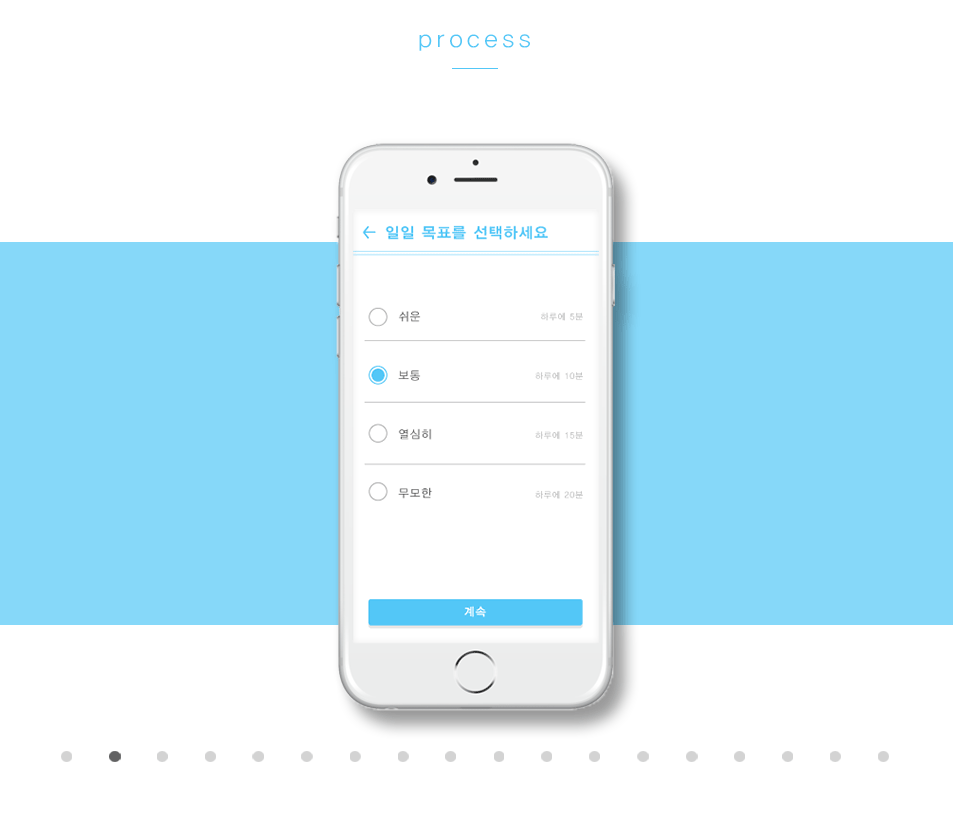 process
일일 목표를 선택하세요
쉬운 하루에 5분
보통 하루에 10분
열심히 하루에 15분
무모한 하루에 20분
계속